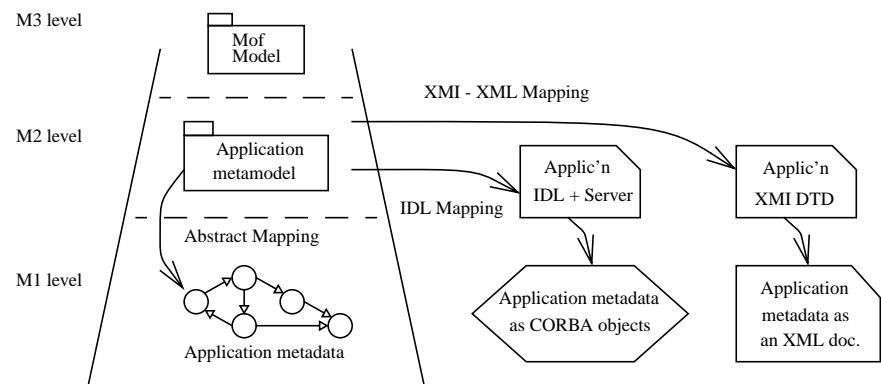 M3 level
Mof
Model
XMI - XML Mapping
M2 level
Application
metamodel
Applic'n
IDL + Server
Applic'n
XMI DTD
IDL Mapping
Abstract Mapping
M1 level
Application metadata
as CORBA objects
Application
metadata as
an XML doc.
Application metadata